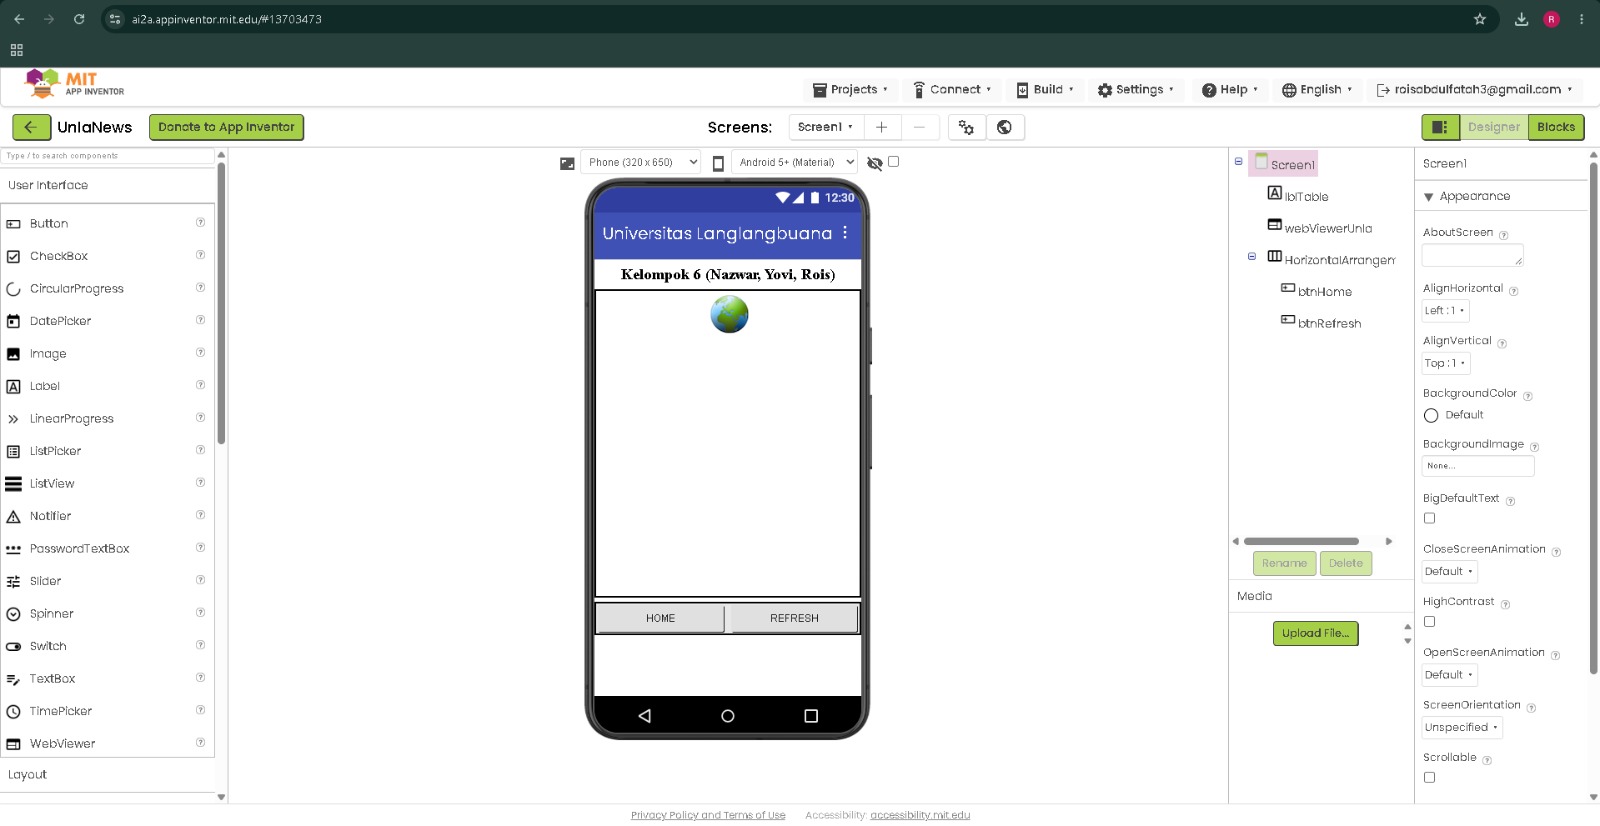 ai2a.appinventor.mit.edu/#13703473
R
MIT
APP INVENTOR
Projects
Connect
Build
Settings
Help
English
roisabdulfatah3@gmail.com
UnlaNews
Donate to App Inventor
Screens:
Screen1
Designer
Blocks
Type / to search components
User Interface
Button
CheckBox
CircularProgress
DatePicker
Image
Label
LinearProgress
ListPicker
ListView
Notifier
PasswordTextBox
Slider
Spinner
Switch
TextBox
TimePicker
WebViewer
Layout
Phone (320 x 650)
Android 5+ (Material)
12:30
Universitas Langlangbuana
Kelompok 6 (Nazwar, Yovi, Rois)
HOME
REFRESH
Screen1
lblTable
webViewerUnla
HorizontalArrangem
btnHome
btnRefresh
Rename
Delete
Media
Upload File...
Screen1
Appearance
AboutScreen
AlignHorizontal
Left : 1
AlignVertical
Top : 1
BackgroundColor
Default
BackgroundImage
None...
BigDefaultText
CloseScreenAnimation
Default
HighContrast
OpenScreenAnimation
Default
ScreenOrientation
Unspecified
Scrollable
Privacy Policy and Terms of Use
Accessibility: accessibility.mit.edu